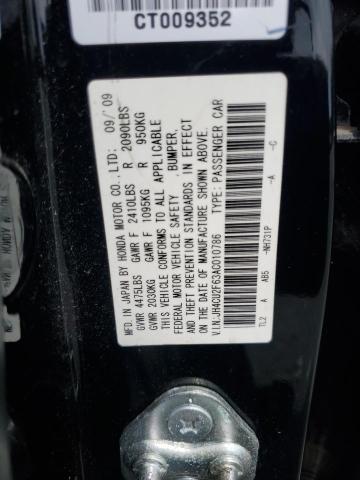 CT009352
MFD. IN JAPAN BY HONDA MOTOR CO., LTD: 09/ 09
GVWR 4475LBS GAWR F 2410LBS R 2090LBS
GVWR 2030KG GAWR F 1095KG R 950KG
THIS VEHICLE CONFORMS TO ALL APPLICABLE
FEDERAL MOTOR VEHICLE SAFETY ,BUMPER,
AND THEFT PREVENTION STANDARDS IN EFFECT
ON THE DATE OF MANUFACTURE SHOWN ABOVE.
V.I.N:JH4CU2F63AC010786 TYPE:PASSENGER CAR
TL2 A AB5 -NH731P -A -C